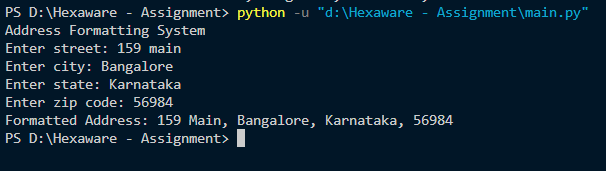 PS D:\Hexaware - Assignment> python -u "d:\Hexaware - Assignment\main.py"
Address Formatting System
Enter street: 159 main
Enter city: Bangalore
Enter state: Karnataka
Enter zip code: 56984
Formatted Address: 159 Main, Bangalore, Karnataka, 56984
PS D:\Hexaware - Assignment>